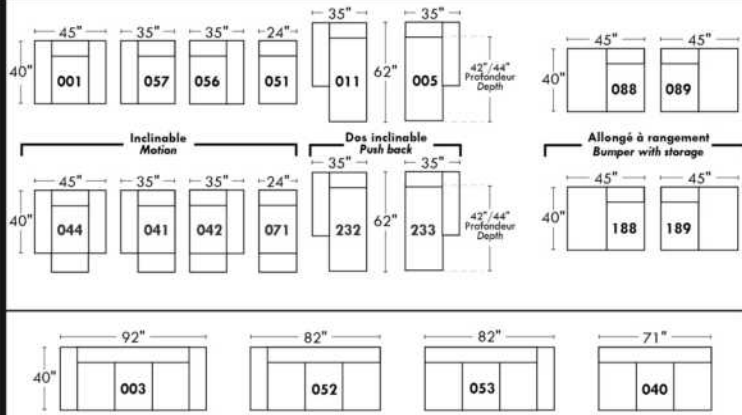 45" 35" 35" 24" 35" 35" 45" 45"
40" 001 057 056 051 011 62" 005 42"/44" Profondeur Depth 40" 088 089
Inclinable Dos inclinable Allongé à rangement
Motion Push back Bumper with storage
45" 35" 35" 24" 35" 35" 45" 45"
40" 044 041 042 071 232 62" 233 42"/44" Profondeur Depth 40" 188 189
92" 82" 82" 71"
40" 003 052 053 040